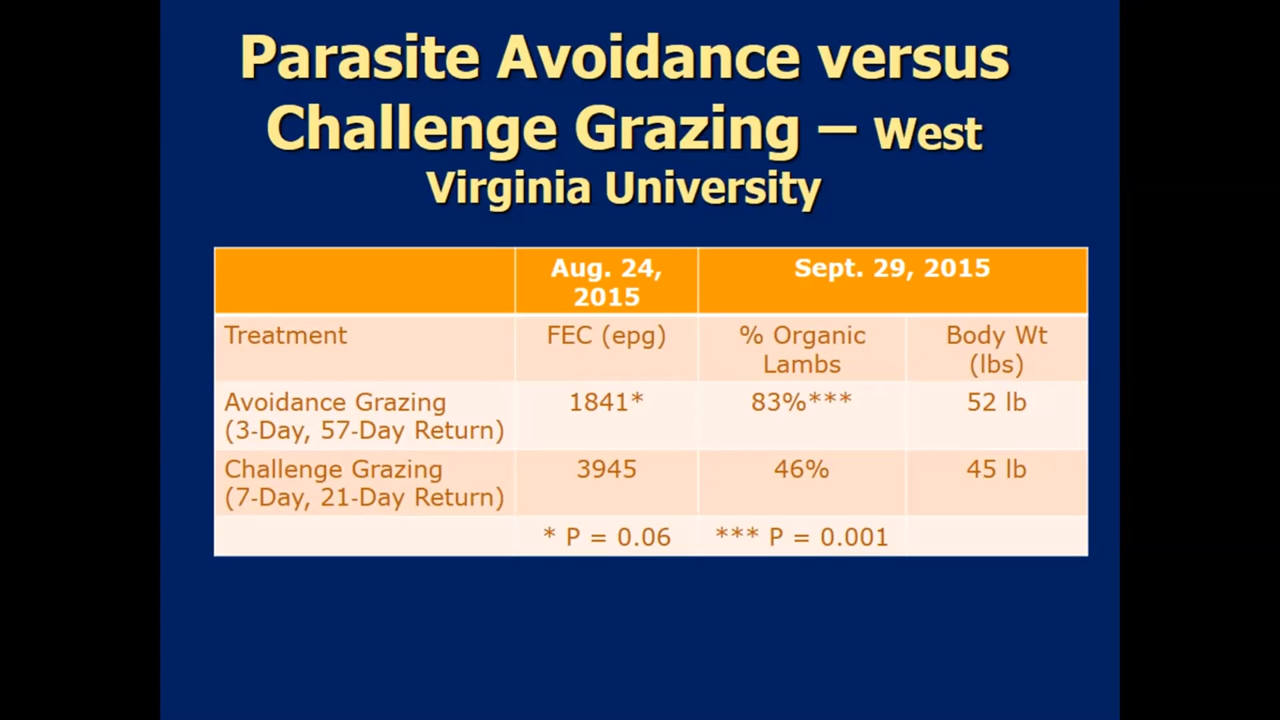 Parasite Avoidance versus
Challenge Grazing – West
Virginia University
Aug. 24,
2015
Sept. 29, 2015
Treatment
FEC (epg)
% Organic
Lambs
Body Wt
(lbs)
Avoidance Grazing
(3-Day, 57-Day Return)
1841*
83%***
52 lb
Challenge Grazing
(7-Day, 21-Day Return)
3945
46%
45 lb
* P = 0.06
*** P = 0.001